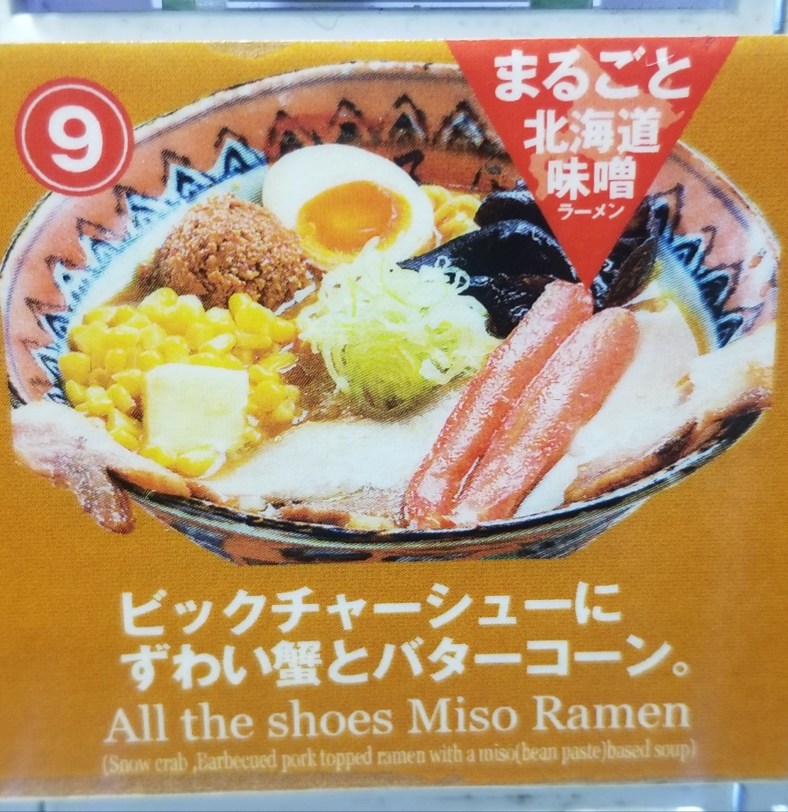 9
まるごと
北海道
味噌
ラーメン
ビックチャーシューに
ずわい蟹とバターコーン。
All the shoes Miso Ramen
(Snow crab ,Barbecued pork topped ramen with a miso(bean paste)based soup)